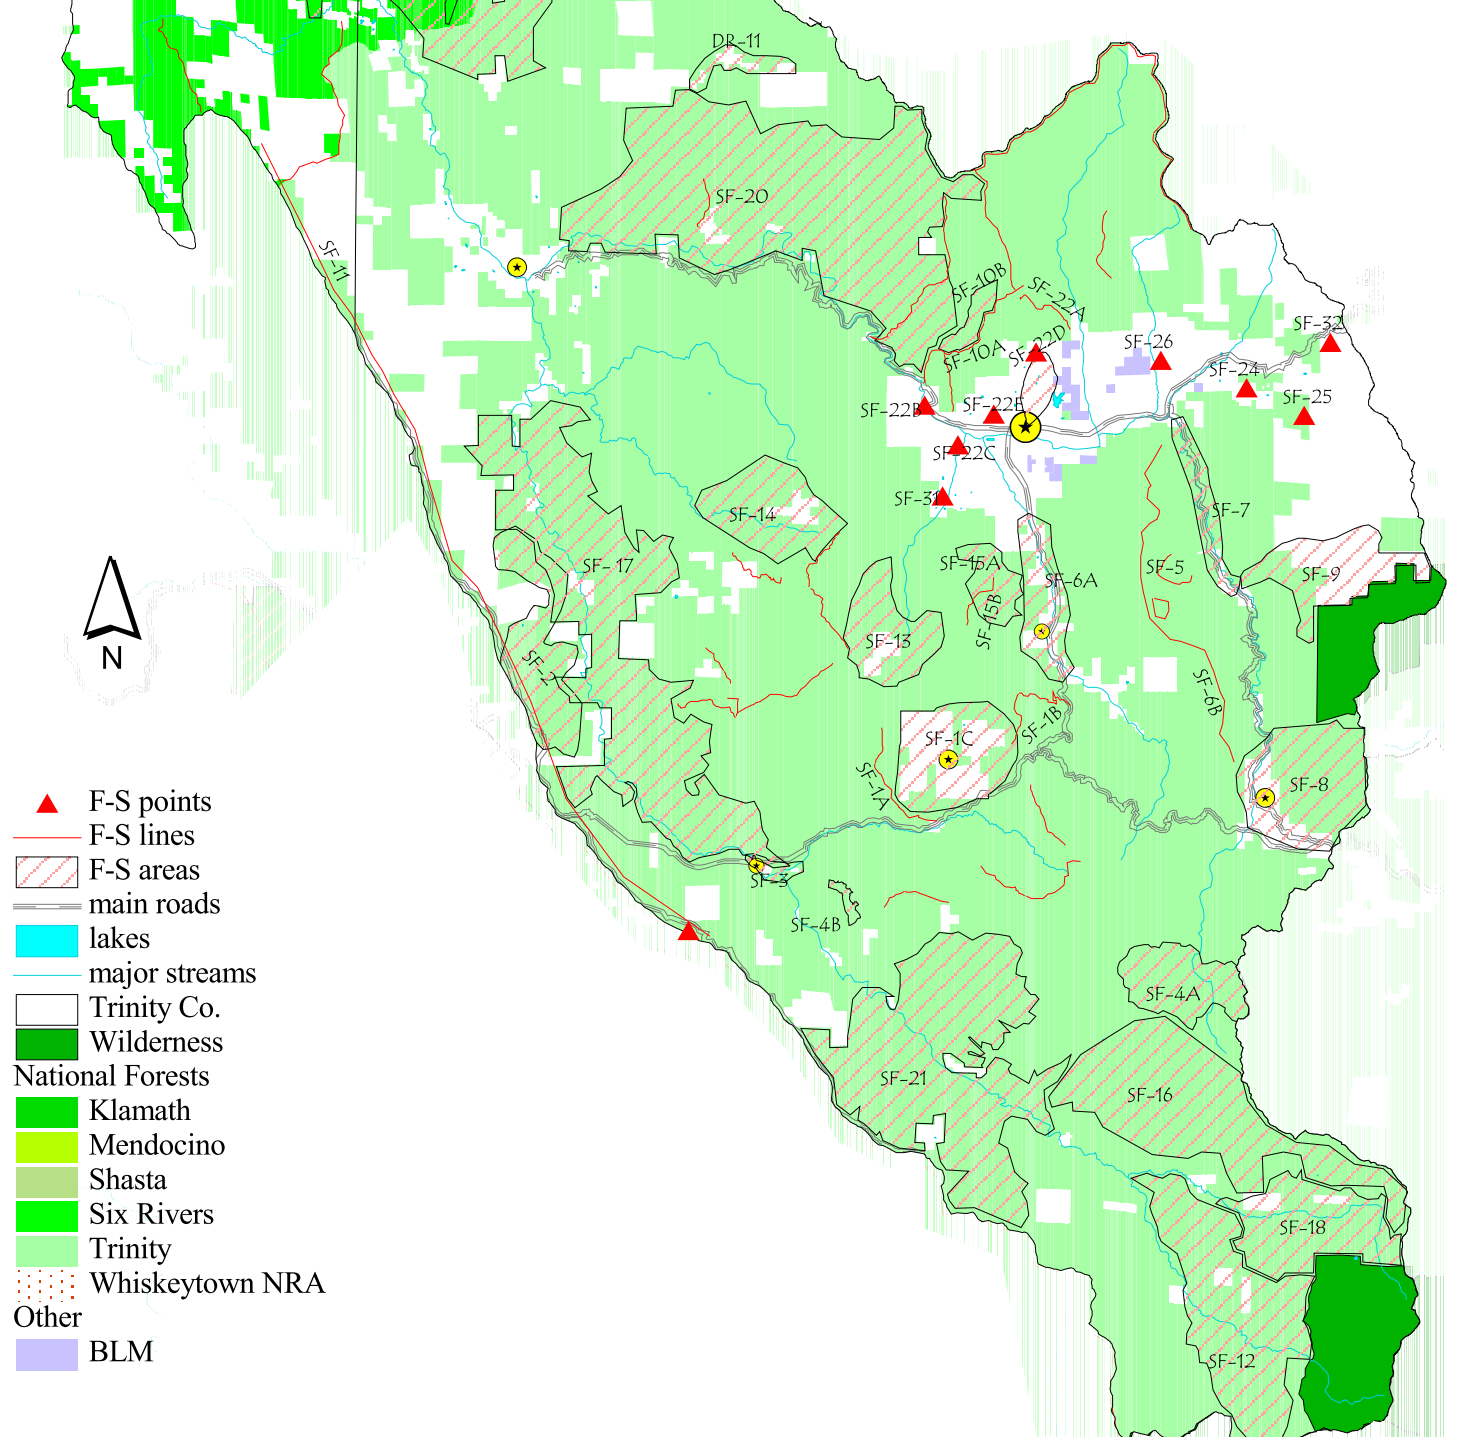 DR-11
SF-20
SF-11
SF-10B
SF-22A
SF-32
SF-10A
SF-22D
SF-26
SF-24
SF-25
SF-22B
SF-22E
SF-22C
SF-31
SF-7
SF-14
SF-17
SF-15A
SF-6A
SF-5
SF-9
SF-15B
SF-13
SF-2
N
SF-6B
SF-1B
SF-1C
SF-1A
SF-8
SF-3
SF-4B
SF-4A
SF-21
SF-16
SF-18
SF-12
F-S points
F-S lines
F-S areas
main roads
lakes
major streams
Trinity Co.
Wilderness
National Forests
Klamath
Mendocino
Shasta
Six Rivers
Trinity
Whiskeytown NRA
Other
BLM